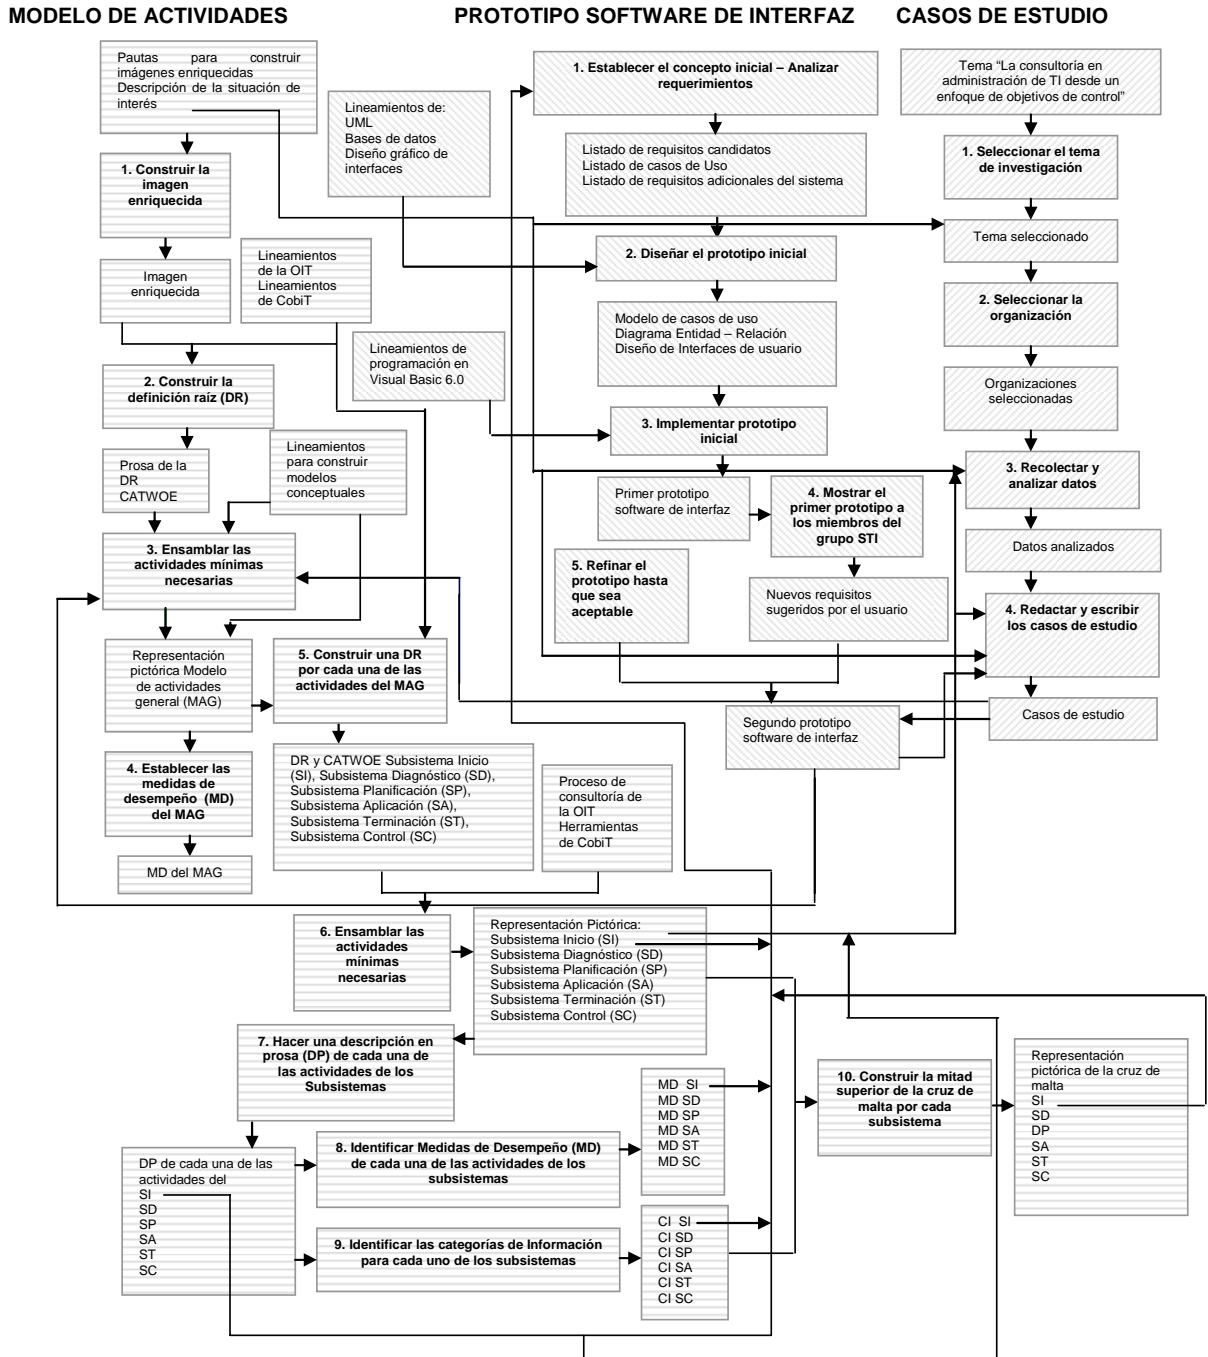 MODELO DE ACTIVIDADES
PROTOTIPO SOFTWARE DE INTERFAZ
CASOS DE ESTUDIO
Pautas para construir
imágenes enriquecidas
Descripción de la situación de
interés
1. Construir la
imagen
enriquecida
Imagen
enriquecida
Lineamientos
de la OIT
Lineamientos
de CobiT
2. Construir la
definición raíz (DR)
Prosa de la
DR
CATWOE
Lineamientos
para construir
modelos
conceptuales
3. Ensamblar las
actividades mínimas
necesarias
Representación
pictórica Modelo
de actividades
general (MAG)
4. Establecer las
medidas de
desempeño (MD)
del MAG
MD del MAG
5. Construir una DR
por cada una de las
actividades del MAG
DR y CATWOE Subsistema Inicio
(SI), Subsistema Diagnóstico (SD),
Subsistema Planificación (SP),
Subsistema Aplicación (SA),
Subsistema Terminación (ST),
Subsistema Control (SC)
Proceso de
consultoría de
la OIT
Herramientas
de CobiT
6. Ensamblar las
actividades
mínimas
necesarias
Representación Pictórica:
Subsistema Inicio (SI)
Subsistema Diagnóstico (SD)
Subsistema Planificación (SP)
Subsistema Aplicación (SA)
Subsistema Terminación (ST)
Subsistema Control (SC)
7. Hacer una descripción en
prosa (DP) de cada una de
las actividades de los
Subsistemas
DP de cada una de las
actividades del
SI
SD
SP
SA
ST
SC
8. Identificar Medidas de Desempeño (MD)
de cada una de las actividades de los
subsistemas
MD SI
MD SD
MD SP
MD SA
MD ST
MD SC
9. Identificar las categorías de Información
para cada uno de los subsistemas
CI SI
CI SD
CI SP
CI SA
CI ST
CI SC
10. Construir la mitad
superior de la cruz de
malta por cada
subsistema
Representación
pictórica de la cruz de
malta
SI
SD
DP
SA
ST
SC
1. Establecer el concepto inicial – Analizar
requerimientos
Lineamientos de:
UML
Bases de datos
Diseño gráfico de
interfaces
Listado de requisitos candidatos
Listado de casos de Uso
Listado de requisitos adicionales del sistema
2. Diseñar el prototipo inicial
Modelo de casos de uso
Diagrama Entidad – Relación
Diseño de Interfaces de usuario
Lineamientos de
programación en
Visual Basic 6.0
3. Implementar prototipo
inicial
Primer prototipo
software de interfaz
4. Mostrar el
primer prototipo a
los miembros del
grupo STI
Nuevos requisitos
sugeridos por el usuario
5. Refinar el
prototipo hasta
que sea
aceptable
Segundo prototipo
software de interfaz
Tema “La consultoría en
administración de TI desde un
enfoque de objetivos de control”
1. Seleccionar el tema
de investigación
Tema seleccionado
2. Seleccionar la
organización
Organizaciones
seleccionadas
3. Recolectar y
analizar datos
Datos analizados
4. Redactar y escribir
los casos de estudio
Casos de estudio